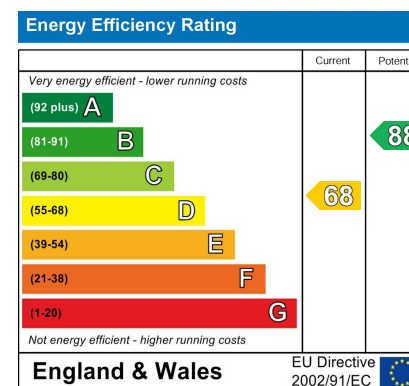 Energy Efficiency Rating
Current Potent
Very energy efficient - lower running costs
(92 plus) A
(81-91) B
88
(69-80) C
(55-68) D
68
(39-54) E
(21-38) F
(1-20) G
Not energy efficient - higher running costs
England & Wales
EU Directive
2002/91/EC